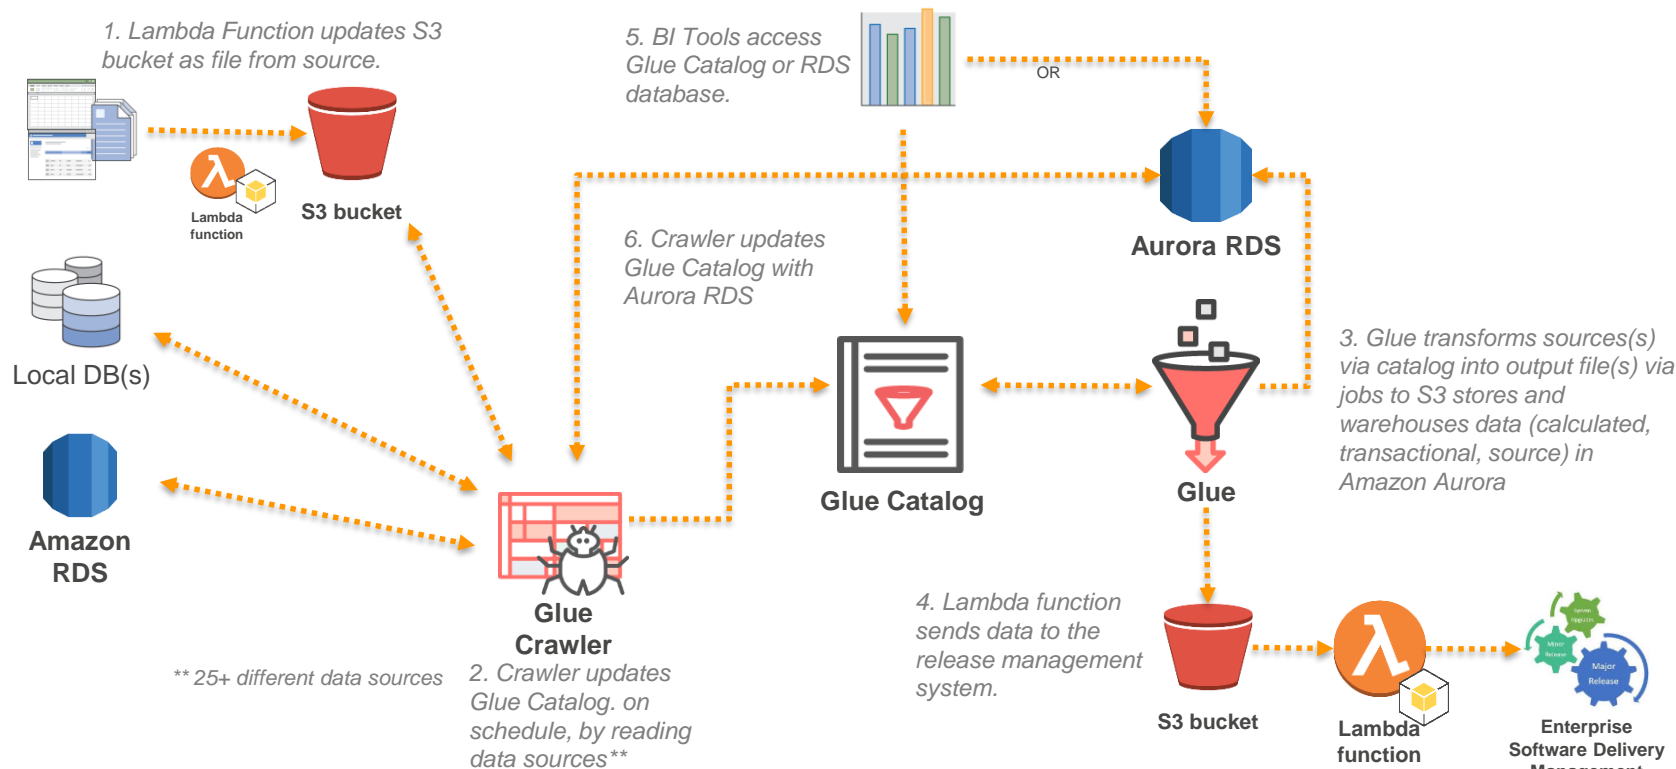 1. Lambda Function updates S3
bucket as file from source.
Lambda
function
S3 bucket
5. BI Tools access
Glue Catalog or RDS
database.
OR
Aurora RDS
6. Crawler updates
Glue Catalog with
Aurora RDS
Local DB(s)
Amazon
RDS
Glue
Crawler
** 25+ different data sources
2. Crawler updates
Glue Catalog. on
schedule, by reading
data sources**
Glue Catalog
Glue
3. Glue transforms sources(s)
via catalog into output file(s) via
jobs to S3 stores and
warehouses data (calculated,
transactional, source) in
Amazon Aurora
4. Lambda function
sends data to the
release management
system.
S3 bucket
Lambda
function
System
Upgrades
Minor
Release
Major
Release
Enterprise
Software Delivery
Management